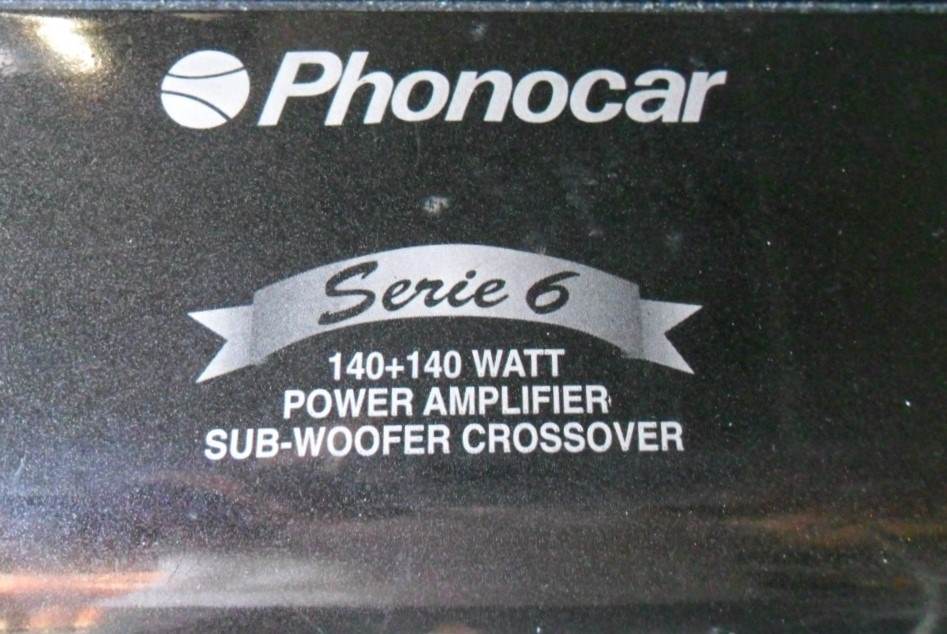 Phonocar
Serie 6
140+140 WATT
POWER AMPLIFIER
SUB-WOOFER CROSSOVER